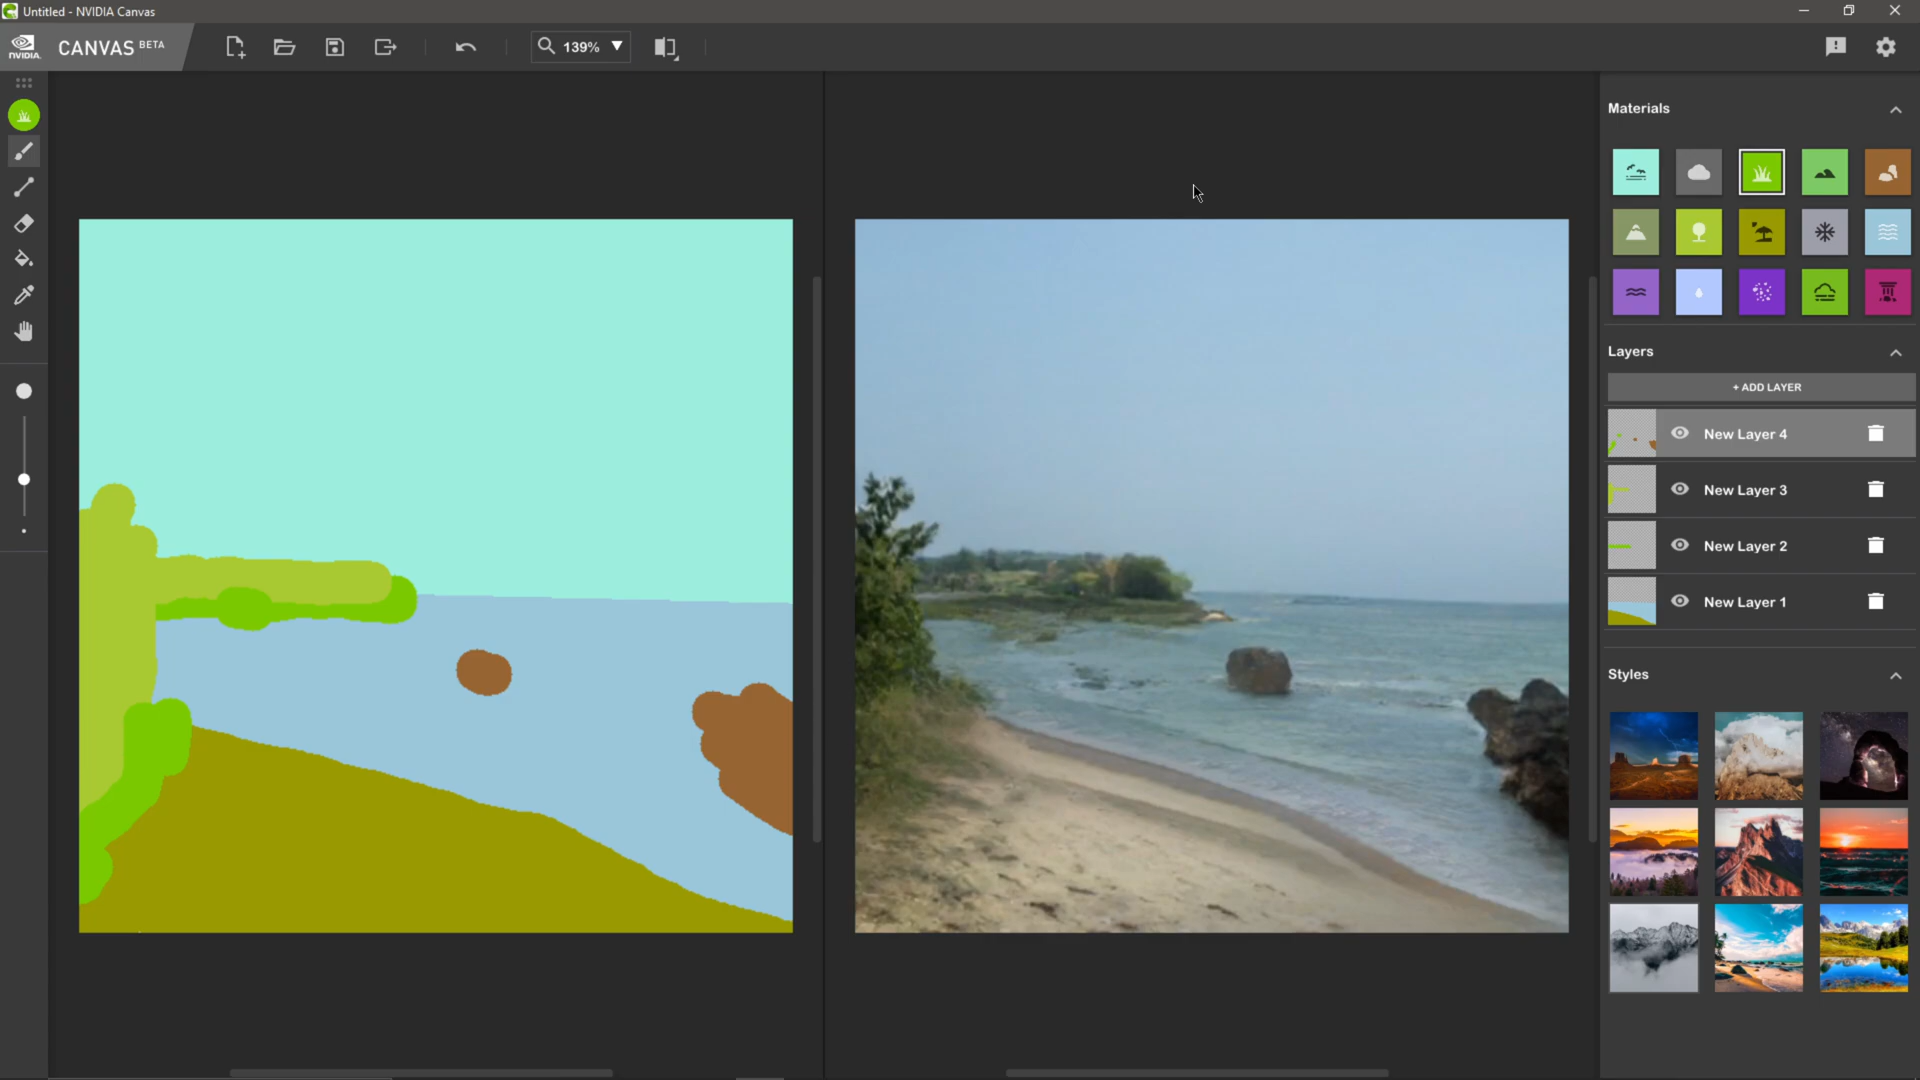 Untitled - NVIDIA Canvas
NVIDIA.
CANVAS BETA
139%
Materials
Layers
+ ADD LAYER
New Layer 4
New Layer 3
New Layer 2
New Layer 1
Styles